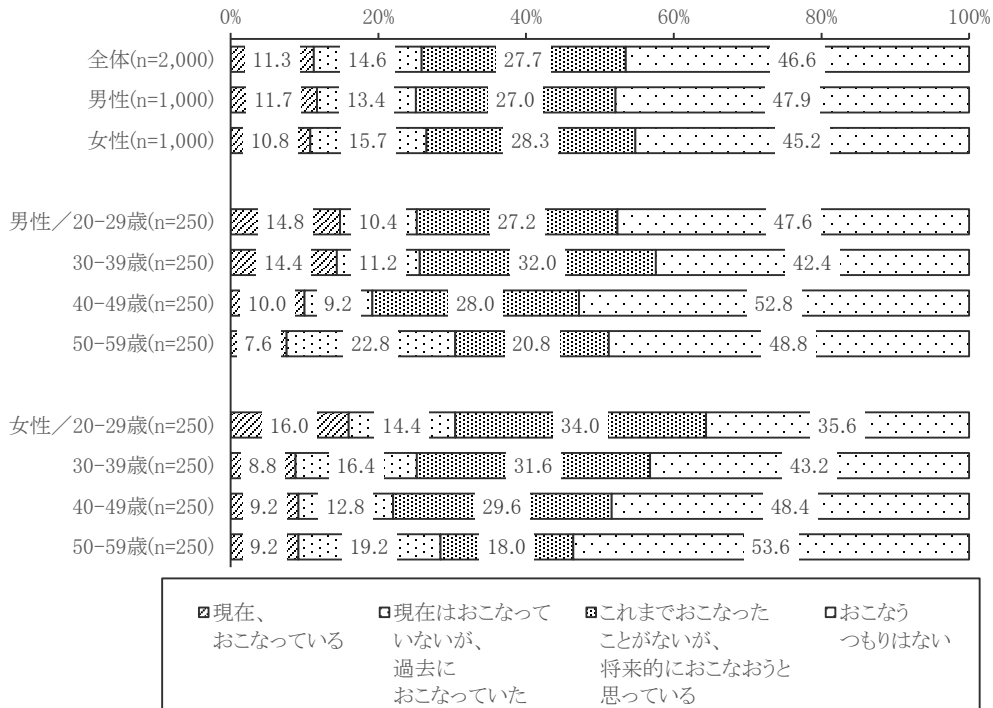 0% 20% 40% 60% 80% 100%
全体(n=2,000) 11.3 14.6 27.7 46.6
男性(n=1,000) 11.7 13.4 27.0 47.9
女性(n=1,000) 10.8 15.7 28.3 45.2
男性／20-29歳(n=250) 14.8 10.4 27.2 47.6
30-39歳(n=250) 14.4 11.2 32.0 42.4
40-49歳(n=250) 10.0 9.2 28.0 52.8
50-59歳(n=250) 7.6 22.8 20.8 48.8
女性／20-29歳(n=250) 16.0 14.4 34.0 35.6
30-39歳(n=250) 8.8 16.4 31.6 43.2
40-49歳(n=250) 9.2 12.8 29.6 48.4
50-59歳(n=250) 9.2 19.2 18.0 53.6
現在、
おこなっている
現在はおこなって
いないが、
過去に
おこなっていた
これまでおこなった
ことがないが、
将来的におこなおうと
思っている
おこなう
つもりはない